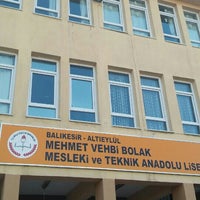 BALIKESİR - ALTIEYLÜL
MEHMET VEHBİ BOLAK
MESLEKİ ve TEKNİK ANADOLU LİSE